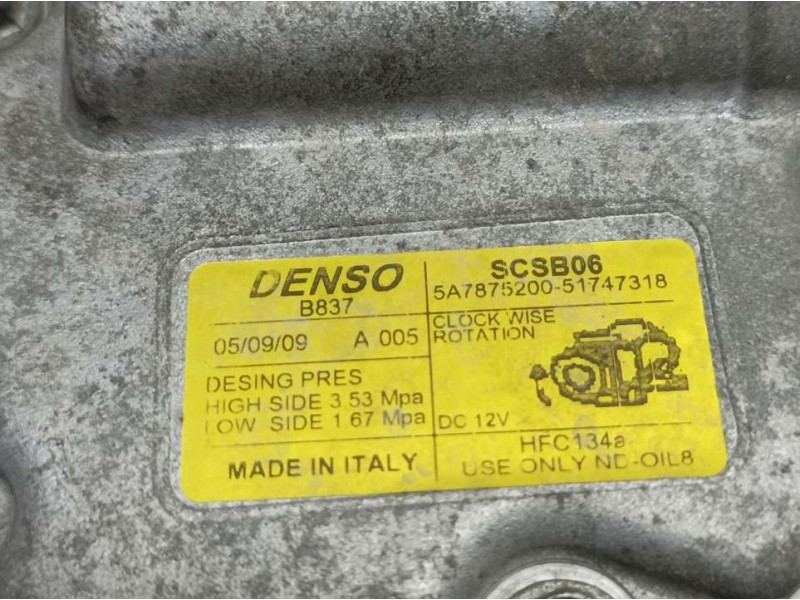 DENSO
B837
05/09/09 A 005
DESING PRES
HIGH SIDE 3.53 Mpa
LOW SIDE 1.67 Mpa
MADE IN ITALY
SCSB06
5A7875200-51747318
CLOCK WISE
ROTATION
DC 12V
HFC134a
USE ONLY ND-OIL8